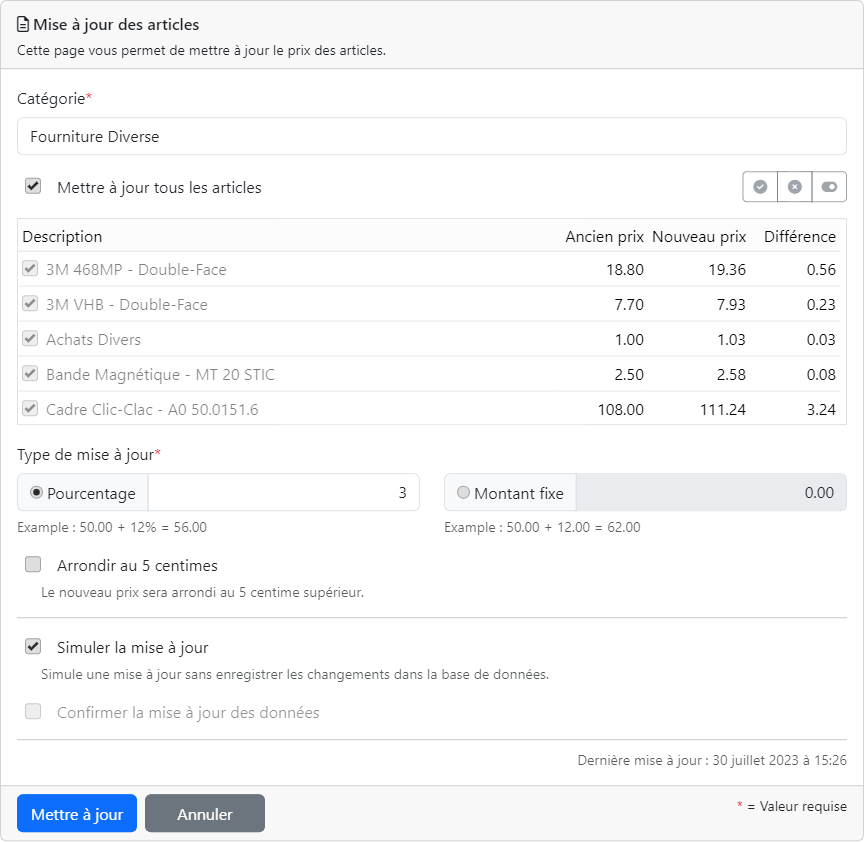 Mise à jour des articles
Cette page vous permet de mettre à jour le prix des articles.
Catégorie*
Fourniture Diverse
Mettre à jour tous les articles
Description Ancien prix Nouveau prix Différence
3M 468MP - Double-Face 18.80 19.36 0.56
3M VHB - Double-Face 7.70 7.93 0.23
Achats Divers 1.00 1.03 0.03
Bande Magnétique - MT 20 STIC 2.50 2.58 0.08
Cadre Clic-Clac - A0 50.0151.6 108.00 111.24 3.24
Type de mise à jour*
Pourcentage 3 Montant fixe 0.00
Example : 50.00 + 12% = 56.00 Example : 50.00 + 12.00 = 62.00
Arrondir au 5 centimes
Le nouveau prix sera arrondi au 5 centime supérieur.
Simuler la mise à jour
Simule une mise à jour sans enregistrer les changements dans la base de données.
Confirmer la mise à jour des données
Dernière mise à jour : 30 juillet 2023 à 15:26
Mettre à jour Annuler * = Valeur requise